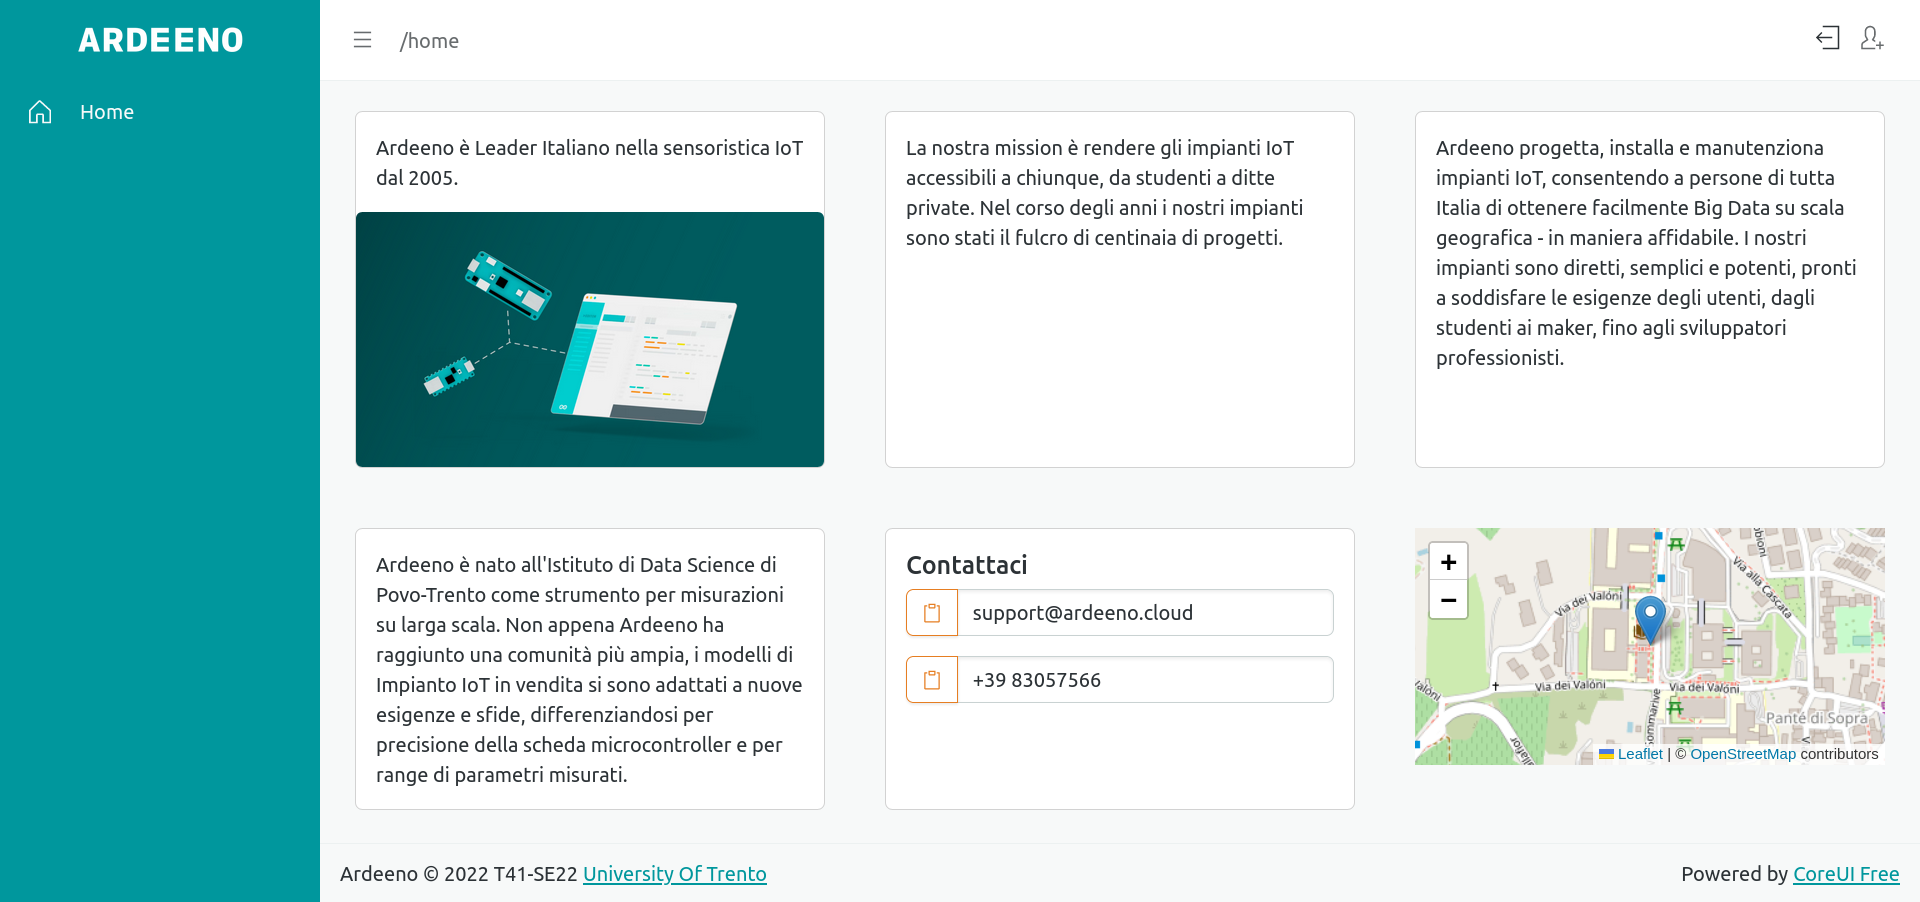 ARDEENO
Home
/home
Ardeeno è Leader Italiano nella sensoristica IoT
dal 2005.
La nostra mission è rendere gli impianti IoT
accessibili a chiunque, da studenti a ditte
private. Nel corso degli anni i nostri impianti
sono stati il fulcro di centinaia di progetti.
Ardeeno progetta, installa e manutenziona
impianti IoT, consentendo a persone di tutta
Italia di ottenere facilmente Big Data su scala
geografica - in maniera affidabile. I nostri
impianti sono diretti, semplici e potenti, pronti
a soddisfare le esigenze degli utenti, dagli
studenti ai maker, fino agli sviluppatori
professionisti.
Ardeeno è nato all'Istituto di Data Science di
Povo-Trento come strumento per misurazioni
su larga scala. Non appena Ardeeno ha
raggiunto una comunità più ampia, i modelli di
Impianto IoT in vendita si sono adattati a nuove
esigenze e sfide, differenziandosi per
precisione della scheda microcontroller e per
range di parametri misurati.
Contattaci
support@ardeeno.cloud
+39 83057566
+
−
Via alla Cascata
Via dei Valóni
Via dei Valóni
Via dei Valóni
Panté di Sopra
Leaflet | © OpenStreetMap contributors
Ardeeno © 2022 T41-SE22 University Of Trento
Powered by CoreUI Free